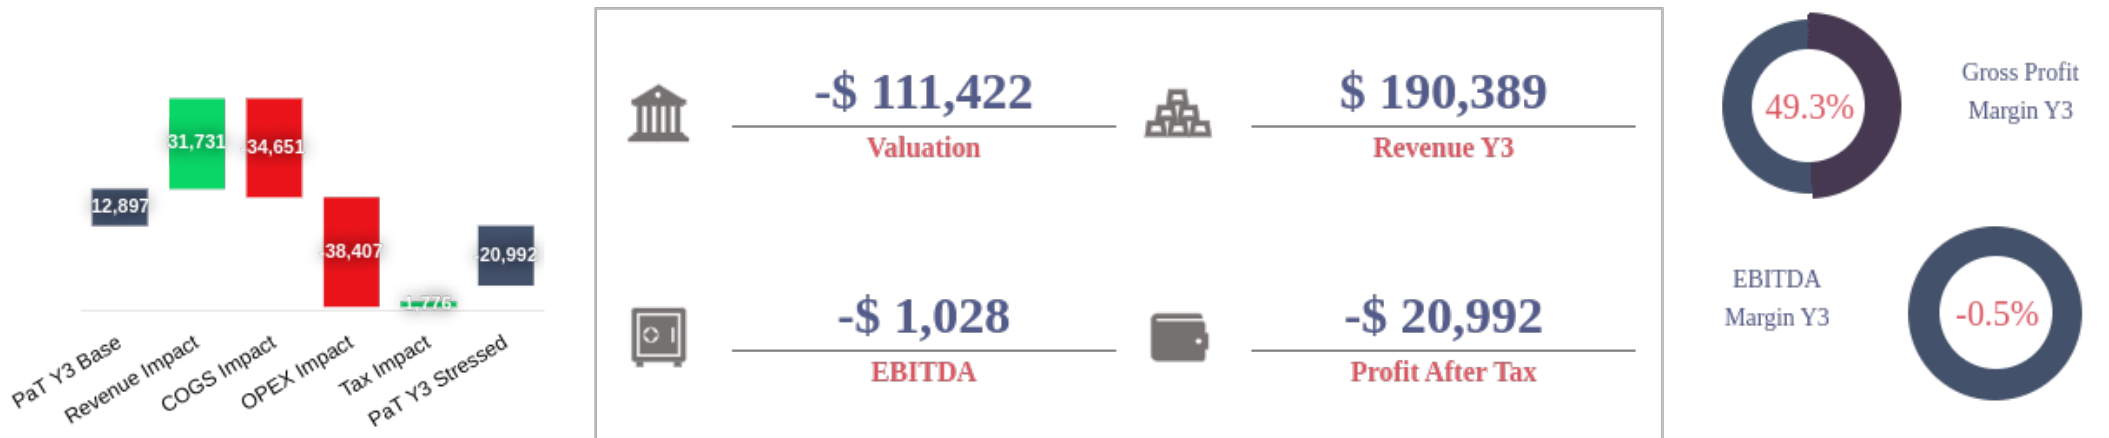 12,897
31,731
-34,651
-38,407
1,776
-20,992
PaT Y3 Base
Revenue Impact
COGS Impact
OPEX Impact
Tax Impact
PaT Y3 Stressed
-$ 111,422
Valuation
$ 190,389
Revenue Y3
-$ 1,028
EBITDA
-$ 20,992
Profit After Tax
49.3%
Gross Profit
Margin Y3
EBITDA
Margin Y3
-0.5%